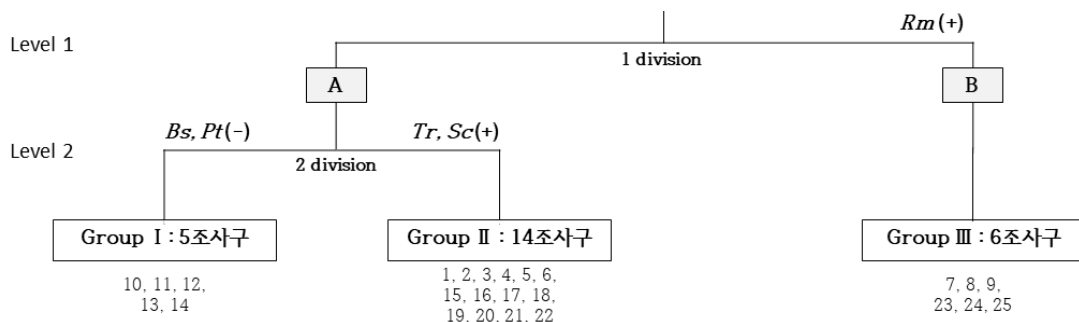 Rm (+)
Level 1
1 division
A
B
Bs, Pt(-)
Tr, Sc(+)
Level 2
2 division
Group Ⅰ : 5조사구
Group Ⅱ : 14조사구
Group Ⅲ : 6조사구
10, 11, 12,
13, 14
1, 2, 3, 4, 5, 6,
15, 16, 17, 18,
19, 20, 21, 22
7, 8, 9,
23, 24, 25